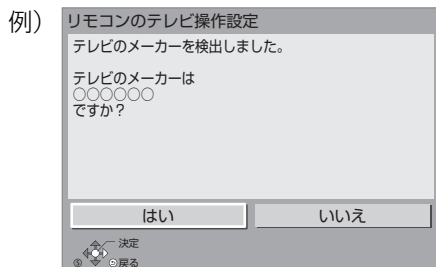 例)
リモコンのテレビ操作設定
テレビのメーカーを検出しました。
テレビのメーカーは
○○○○○○
ですか？
はい
いいえ
決定
戻る